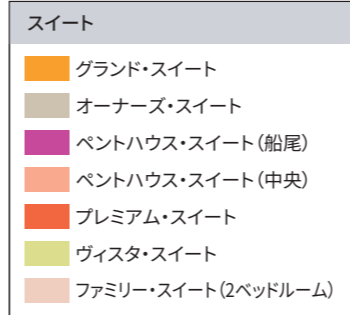 スイート
グランド・スイート
オーナーズ・スイート
ペントハウス・スイート（船尾）
ペントハウス・スイート（中央）
プレミアム・スイート
ヴィスタ・スイート
ファミリー・スイート（2ベッドルーム）